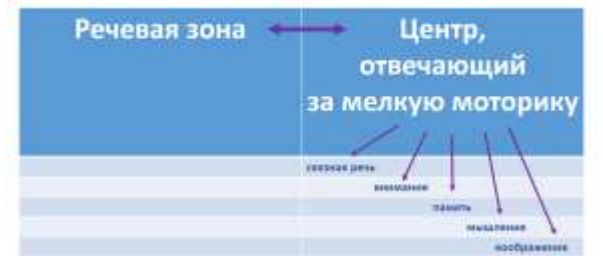 Речевая зона
Центр,
отвечающий
за мелкую моторику
связная речь
внимание
память
мышление
воображение